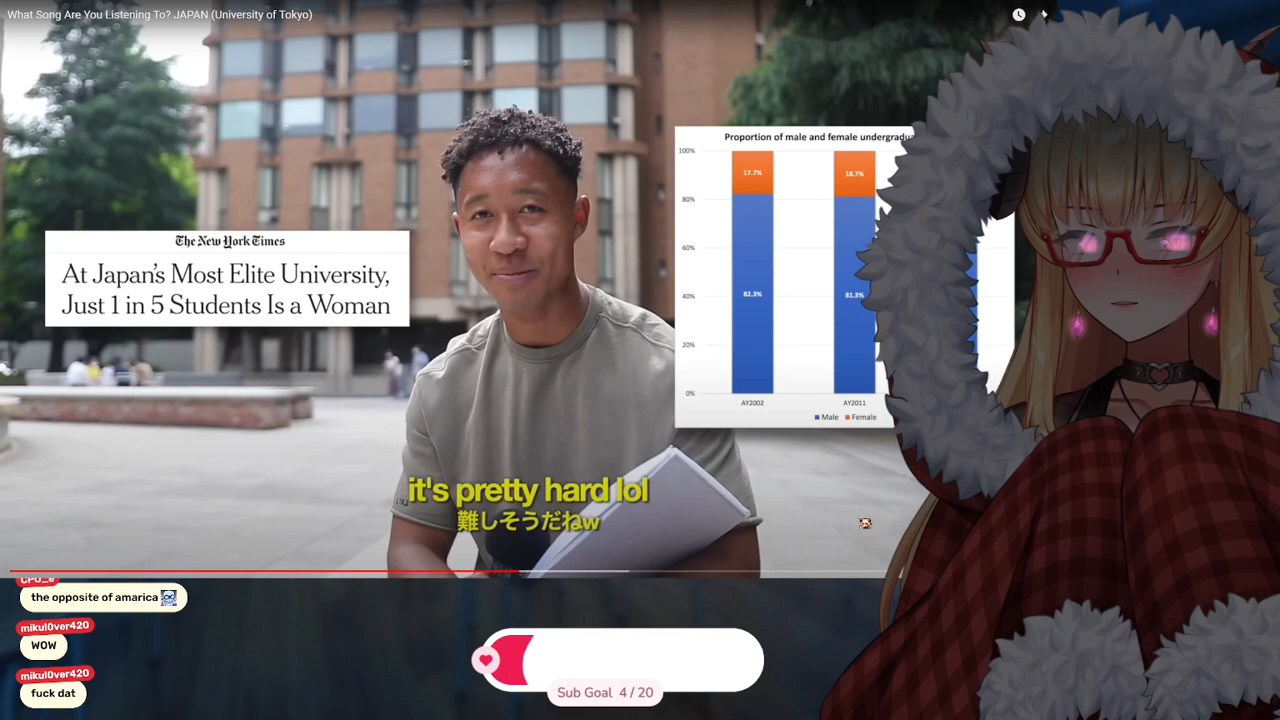 What Song Are You Listening To? JAPAN (University of Tokyo)
The New York Times
At Japan's Most Elite University,
Just 1 in 5 Students Is a Woman
Proportion of male and female undergradua
100%
80%
60%
40%
20%
0%
17.7%
18.7%
82.3%
81.3%
AY2002
AY2011
Male
Female
it's pretty hard lol
難しそうだねw
CPU_e
the opposite of amarica
mikul0ver420
WOW
mikul0ver420
fuck dat
Sub Goal 4 / 20